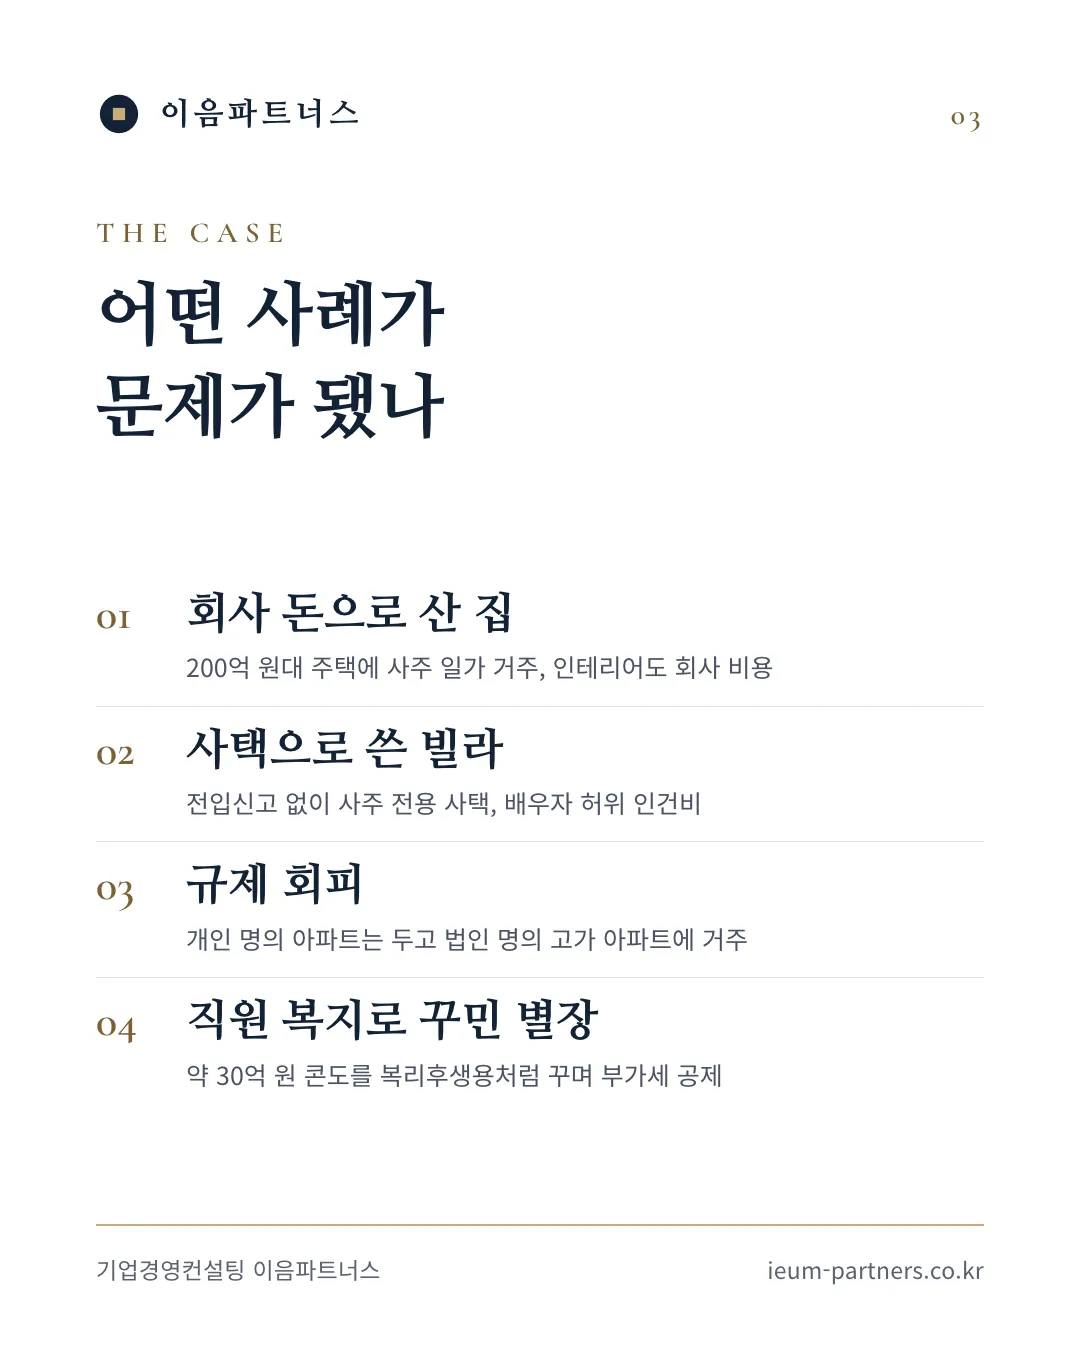 이음파트너스
03
THE CASE
어떤 사례가
문제가 됐나
01 회사 돈으로 산 집
200억 원대 주택에 사주 일가 거주, 인테리어도 회사 비용
02 사택으로 쓴 빌라
전입신고 없이 사주 전용 사택, 배우자 허위 인건비
03 규제 회피
개인 명의 아파트는 두고 법인 명의 고가 아파트에 거주
04 직원 복지로 꾸민 별장
약 30억 원 콘도를 복리후생용처럼 꾸며 부가세 공제
기업경영컨설팅 이음파트너스
ieum-partners.co.kr